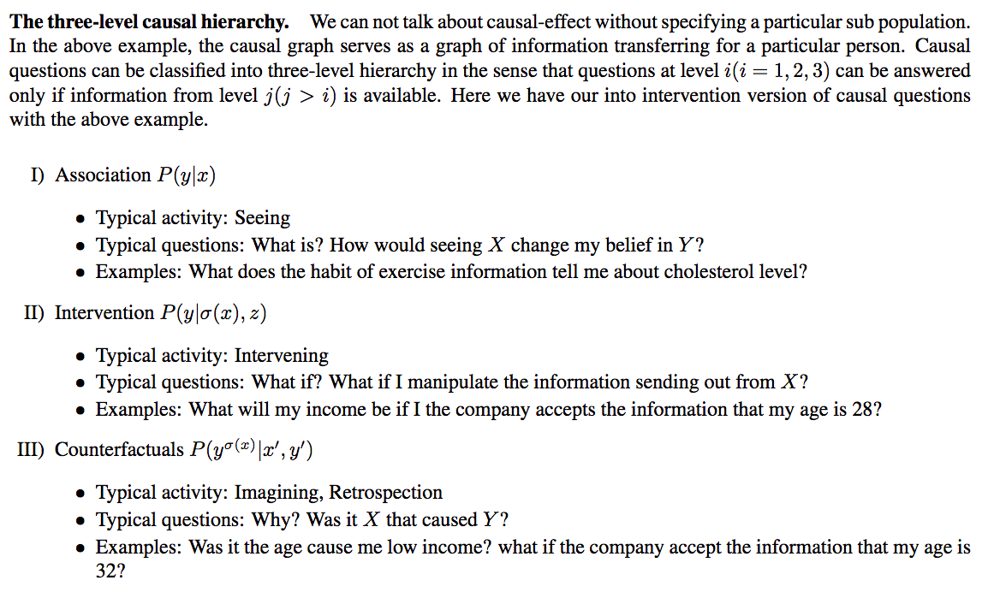 The three-level causal hierarchy. We can not talk about causal-effect without specifying a particular sub population.
In the above example, the causal graph serves as a graph of information transferring for a particular person. Causal
questions can be classified into three-level hierarchy in the sense that questions at level i(i = 1, 2, 3) can be answered
only if information from level j(j > i) is available. Here we have our into intervention version of causal questions
with the above example.
I) Association P(y|x)
• Typical activity: Seeing
• Typical questions: What is? How would seeing X change my belief in Y?
• Examples: What does the habit of exercise information tell me about cholesterol level?
II) Intervention P(y|σ(x), z)
• Typical activity: Intervening
• Typical questions: What if? What if I manipulate the information sending out from X?
• Examples: What will my income be if I the company accepts the information that my age is 28?
III) Counterfactuals P(y^σ(x)|x′, y′)
• Typical activity: Imagining, Retrospection
• Typical questions: Why? Was it X that caused Y?
• Examples: Was it the age cause me low income? what if the company accept the information that my age is
32?